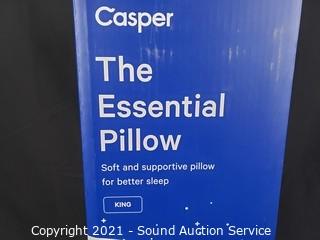 Casper
The
Essential
Pillow
Soft and supportive pillow
for better sleep
KING
Copyright 2021 - Sound Auction Service